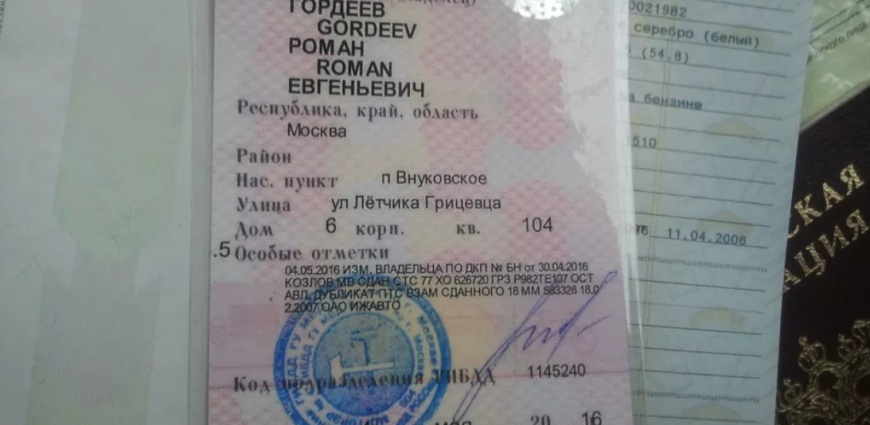 ГОРДЕЕВ
GORDEEV
РОМАН
ROMAN
ЕВГЕНЬЕВИЧ
Республика, край, область
Москва
Район
Нас. пункт п Внуковское
Улица ул Лётчика Грицевца
Дом 6 корп. кв. 104
.5 Особые отметки
04.05.2016 ИЗМ. ВЛАДЕЛЬЦА ПО ДКП № БН от 30.04.2016
КОЗЛОВ МВ СДАН СТС 77 ХО 626720 ГРЗ Р982ТЕ107 ОСТ
АВЛ. ДУБЛИКАТ ПТС ВЗАМ СДАННОГО 18 ММ 583328 18.0
2.2007 ОАО ИЖАВТО
Код подразделения ГИБДД 1145240
20 16
0021982
серебро (белый)
(54,8)
бензине
510
11.04.2006
СКАЯ
АЦИЯ